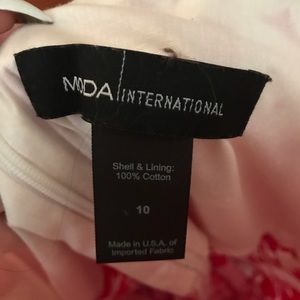 MODA INTERNATIONAL
Shell & Lining:
100% Cotton
10
Made in U.S.A. of
Imported Fabric